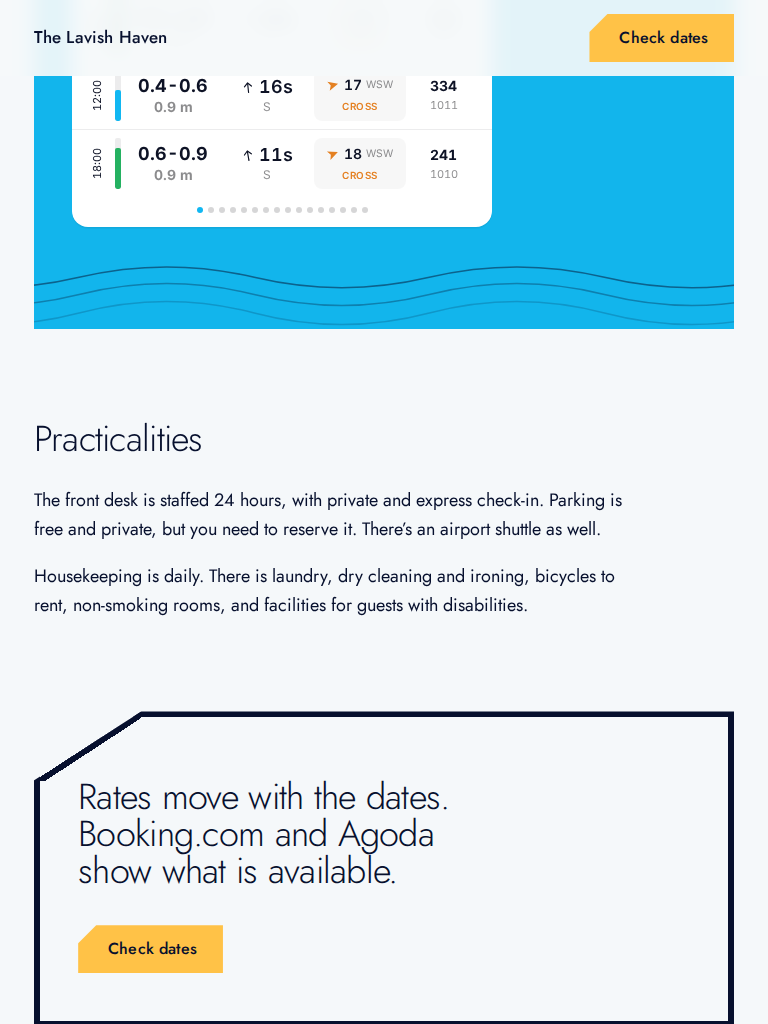 The Lavish Haven
Check dates
12:00 0.4-0.6 16s 17 WSW 334
0.9 m S CROSS 1011
18:00 0.6-0.9 11s 18 WSW 241
0.9 m S CROSS 1010
Practicalities
The front desk is staffed 24 hours, with private and express check-in. Parking is
free and private, but you need to reserve it. There’s an airport shuttle as well.
Housekeeping is daily. There is laundry, dry cleaning and ironing, bicycles to
rent, non-smoking rooms, and facilities for guests with disabilities.
Rates move with the dates.
Booking.com and Agoda
show what is available.
Check dates